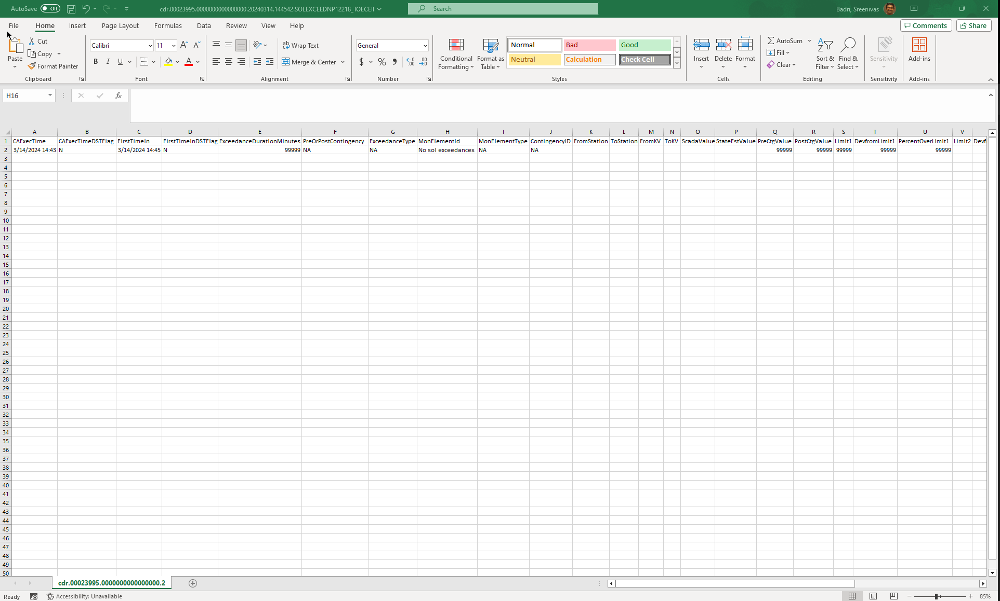 AutoSave Off cdr.00023995.0000000000000000.20240314.144542.SOLEXCEEDNP12218_TOECEII Search Badri, Sreenivas
File Home Insert Page Layout Formulas Data Review View Help Comments Share
Paste Cut Copy Format Painter Clipboard
Calibri 11 B I U Font
Wrap Text Merge & Center Alignment
General $ % Number
Conditional Formatting Format as Table Normal Bad Good Neutral Calculation Check Cell Styles
Insert Delete Format Cells
AutoSum Fill Clear Sort & Filter Find & Select Editing
Sensitivity Sensitivity
Add-ins Add-ins
H16 fx
A B C D E F G H I J K L M N O P Q R S T U V
1 CAExecTime CAExecTimeDSTFlag FirstTimeIn FirstTimeInDSTFlag ExceedanceDurationMinutes PreOrPostContingency ExceedanceType MonElementId MonElementType ContingencyID FromStation ToStation FromKV ToKV ScadaValue StateEstValue PreCtgValue PostCtgValue Limit1 DevfromLimit1 PercentOverLimit1 Limit2 Devf
2 3/14/2024 14:43 N 3/14/2024 14:45 N 99999 NA NA No sol exceedances NA NA 99999 99999 99999 99999 99999
3
4
5
6
7
8
9
10
11
12
13
14
15
16
17
18
19
20
21
22
23
24
25
26
27
28
29
30
31
32
33
34
35
36
37
38
39
40
41
42
43
44
45
46
47
48
49
50
cdr.00023995.0000000000000000.2
Ready Accessibility: Unavailable 85%